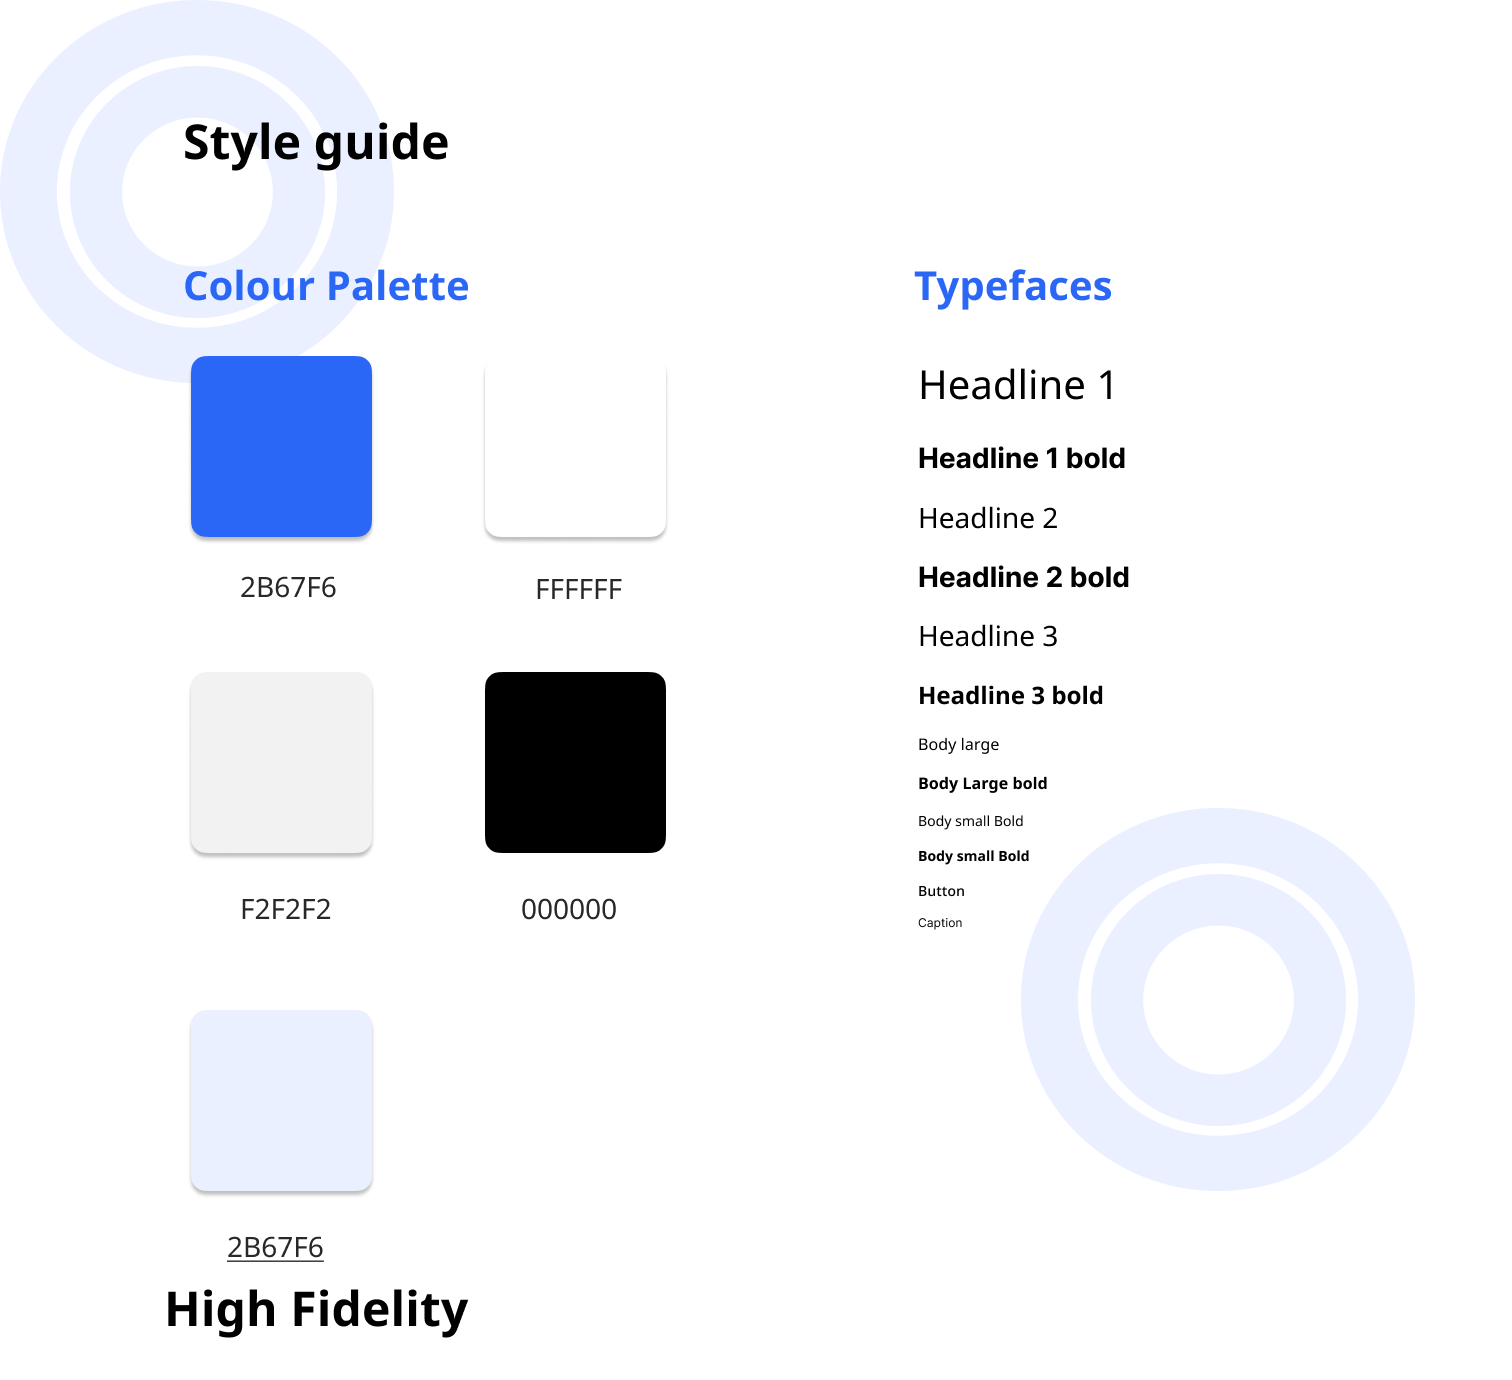 Style guide
Colour Palette
2B67F6
FFFFFF
F2F2F2
000000
2B67F6
Typefaces
Headline 1
Headline 1 bold
Headline 2
Headline 2 bold
Headline 3
Headline 3 bold
Body large
Body Large bold
Body small Bold
Body small Bold
Button
Caption
High Fidelity